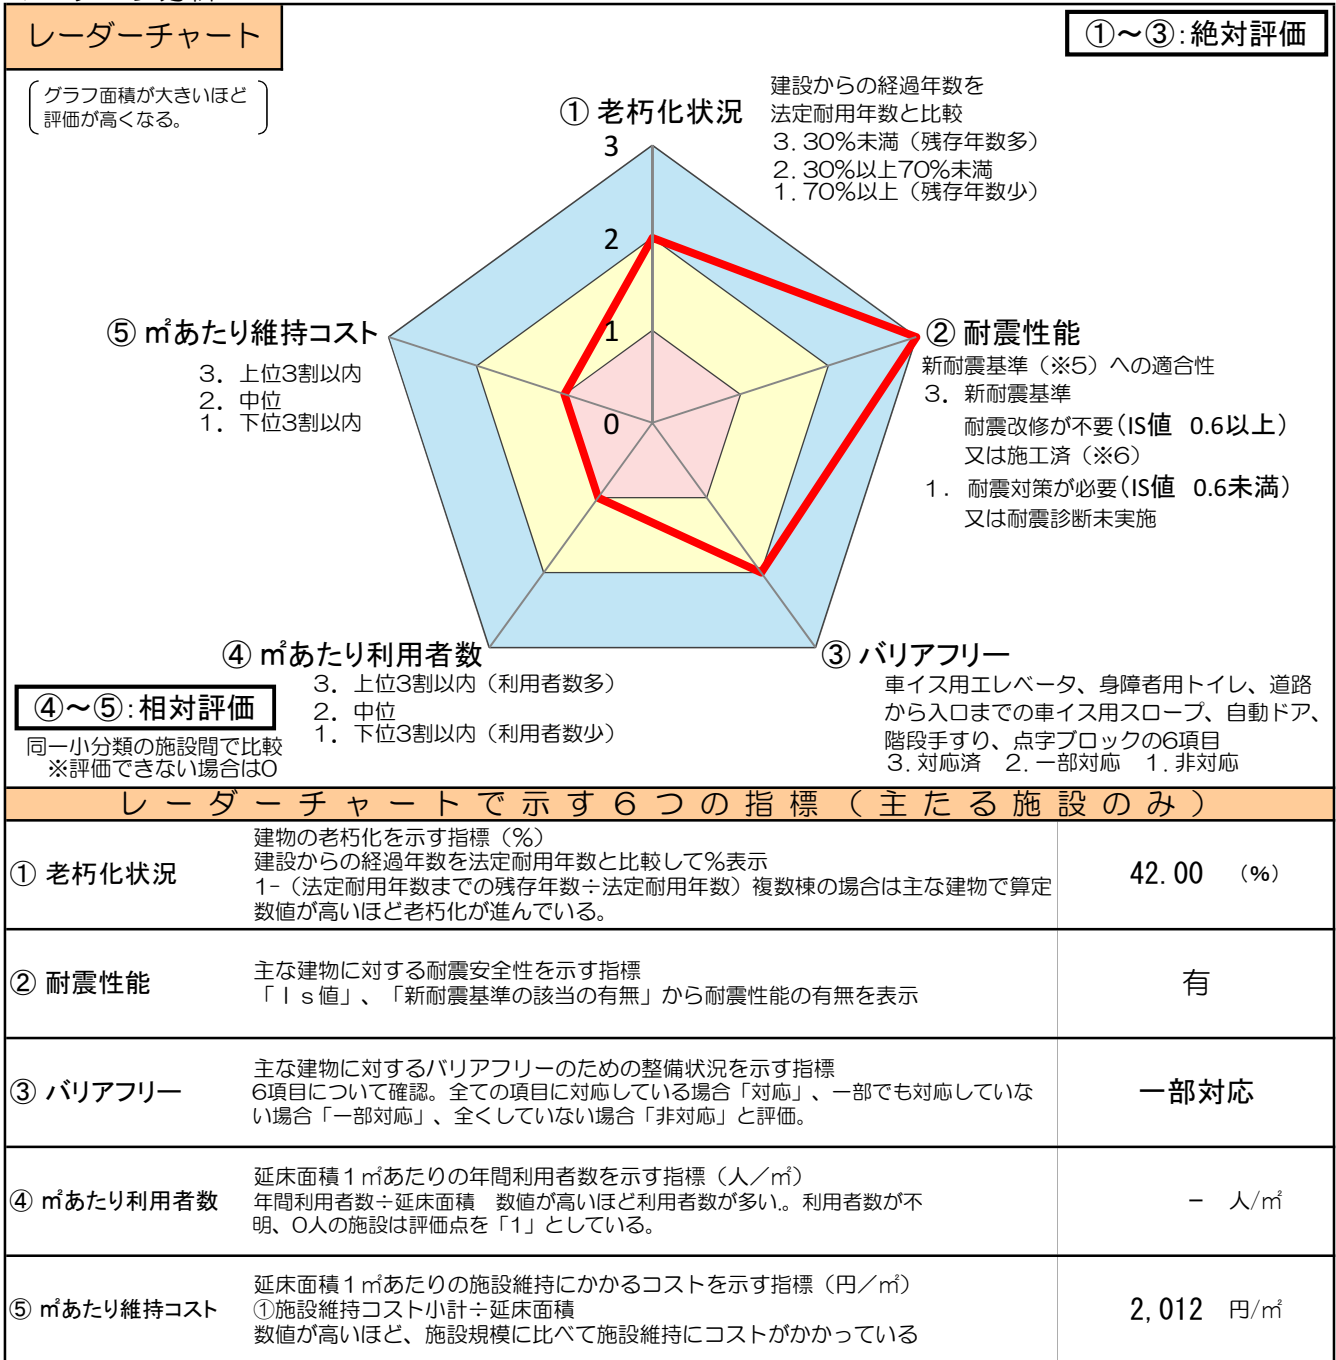 レーダーチャート
①～③:絶対評価
グラフ面積が大きいほど
評価が高くなる。
① 老朽化状況
建設からの経過年数を
法定耐用年数と比較
3.30%未満（残存年数多）
2.30%以上70%未満
1.70%以上（残存年数少）
3
2
1
0
⑤ ㎡あたり維持コスト
3．上位3割以内
2．中位
1．下位3割以内
② 耐震性能
新耐震基準（※5）への適合性
3．新耐震基準
耐震改修が不要(IS値 0.6以上)
又は施工済（※6）
1．耐震対策が必要(IS値 0.6未満)
又は耐震診断未実施
④ ㎡あたり利用者数
3．上位3割以内（利用者数多）
2．中位
1．下位3割以内（利用者数少）
③ バリアフリー
車イス用エレベータ、身障者用トイレ、道路
から入口までの車イス用スロープ、自動ドア、
階段手すり、点字ブロックの6項目
3.対応済 2.一部対応 1.非対応
④～⑤:相対評価
同一小分類の施設間で比較
※評価できない場合は0
レーダーチャートで示す6つの指標（主たる施設のみ）
① 老朽化状況
建物の老朽化を示す指標（%）
建設からの経過年数を法定耐用年数と比較して%表示
1-（法定耐用年数までの残存年数÷法定耐用年数）複数棟の場合は主な建物で算定
数値が高いほど老朽化が進んでいる。
42.00 （%）
② 耐震性能
主な建物に対する耐震安全性を示す指標
「Ｉｓ値」、「新耐震基準の該当の有無」から耐震性能の有無を表示
有
③ バリアフリー
主な建物に対するバリアフリーのための整備状況を示す指標
6項目について確認。全ての項目に対応している場合「対応」、一部でも対応していな
い場合「一部対応」、全くしていない場合「非対応」と評価。
一部対応
④ ㎡あたり利用者数
延床面積１㎡あたりの年間利用者数を示す指標（人／㎡）
年間利用者数÷延床面積　数値が高いほど利用者数が多い。利用者数が不
明、0人の施設は評価点を「1」としている。
－ 人/㎡
⑤ ㎡あたり維持コスト
延床面積１㎡あたりの施設維持にかかるコストを示す指標（円／㎡）
①施設維持コスト小計÷延床面積
数値が高いほど、施設規模に比べて施設維持にコストがかかっている
2,012 円/㎡